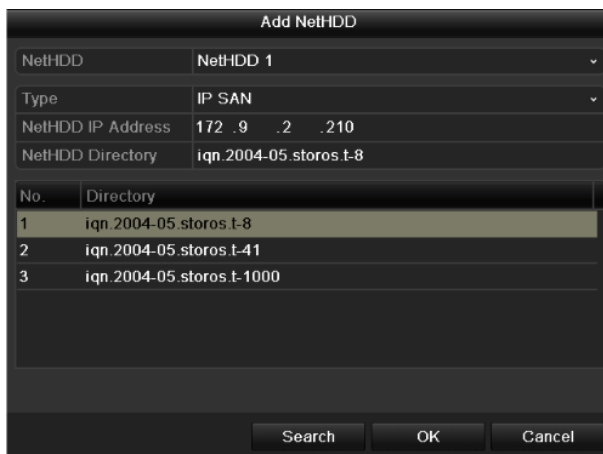 Add NetHDD
NetHDD NetHDD 1
Type IP SAN
NetHDD IP Address 172 .9 .2 .210
NetHDD Directory iqn.2004-05.storos.t-8
No. Directory
1 iqn.2004-05.storos.t-8
2 iqn.2004-05.storos.t-41
3 iqn.2004-05.storos.t-1000
Search OK Cancel